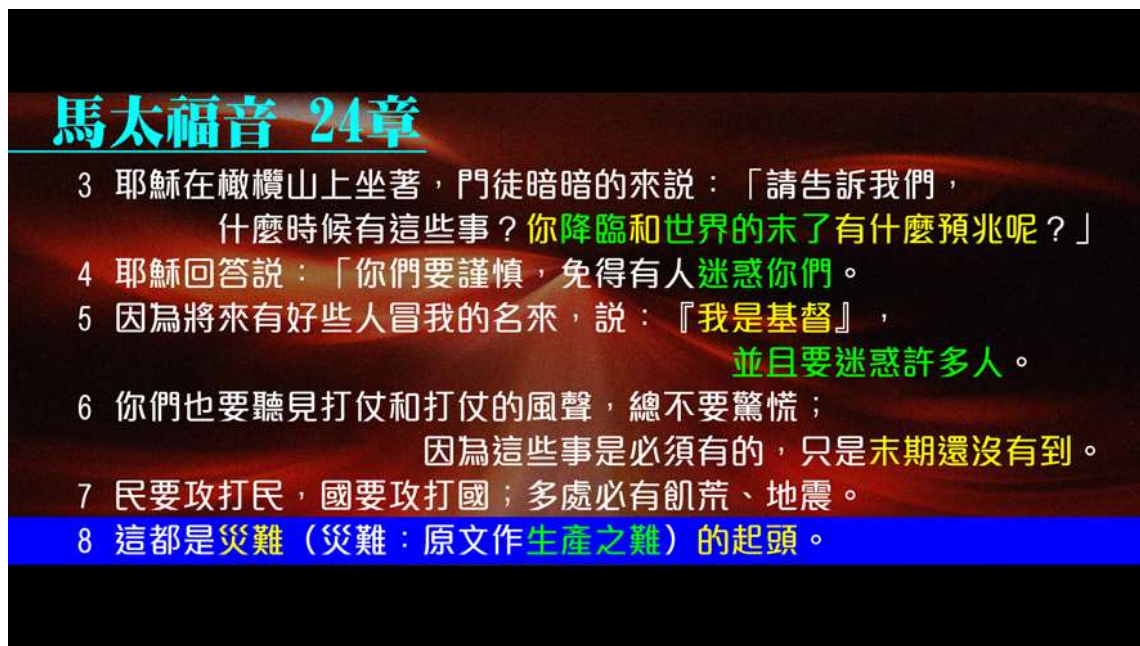 馬太福音 24章
3 耶穌在橄欖山上坐著，門徒暗暗的來說：「請告訴我們，
什麼時候有這些事？你降臨和世界的末了有什麼預兆呢？」
4 耶穌回答說：「你們要謹慎，免得有人迷惑你們。
5 因為將來有好些人冒我的名來，說：『我是基督』，
並且要迷惑許多人。
6 你們也要聽見打仗和打仗的風聲，總不要驚慌；
因為這些事是必須有的，只是末期還沒有到。
7 民要攻打民，國要攻打國；多處必有飢荒、地震。
8 這都是災難（災難：原文作生產之難）的起頭。